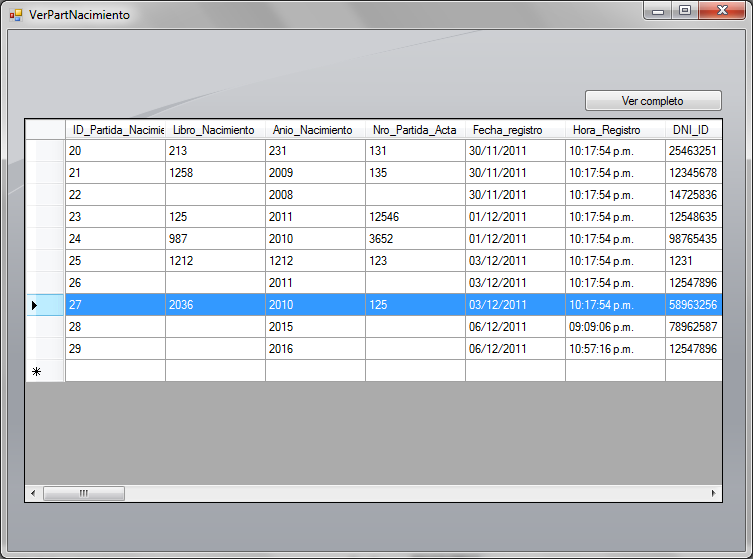 VerPartNacimiento
Ver completo
ID_Partida_Nacimie Libro_Nacimiento Anio_Nacimiento Nro_Partida_Acta Fecha_registro Hora_Registro DNI_ID
20 213 231 131 30/11/2011 10:17:54 p.m. 25463251
21 1258 2009 135 30/11/2011 10:17:54 p.m. 12345678
22 2008 30/11/2011 10:17:54 p.m. 14725836
23 125 2011 12546 01/12/2011 10:17:54 p.m. 12548635
24 987 2010 3652 01/12/2011 10:17:54 p.m. 98765435
25 1212 1212 123 03/12/2011 10:17:54 p.m. 1231
26 2011 03/12/2011 10:17:54 p.m. 12547896
27 2036 2010 125 03/12/2011 10:17:54 p.m. 58963256
28 2015 06/12/2011 09:09:06 p.m. 78962587
29 2016 06/12/2011 10:57:16 p.m. 12547896